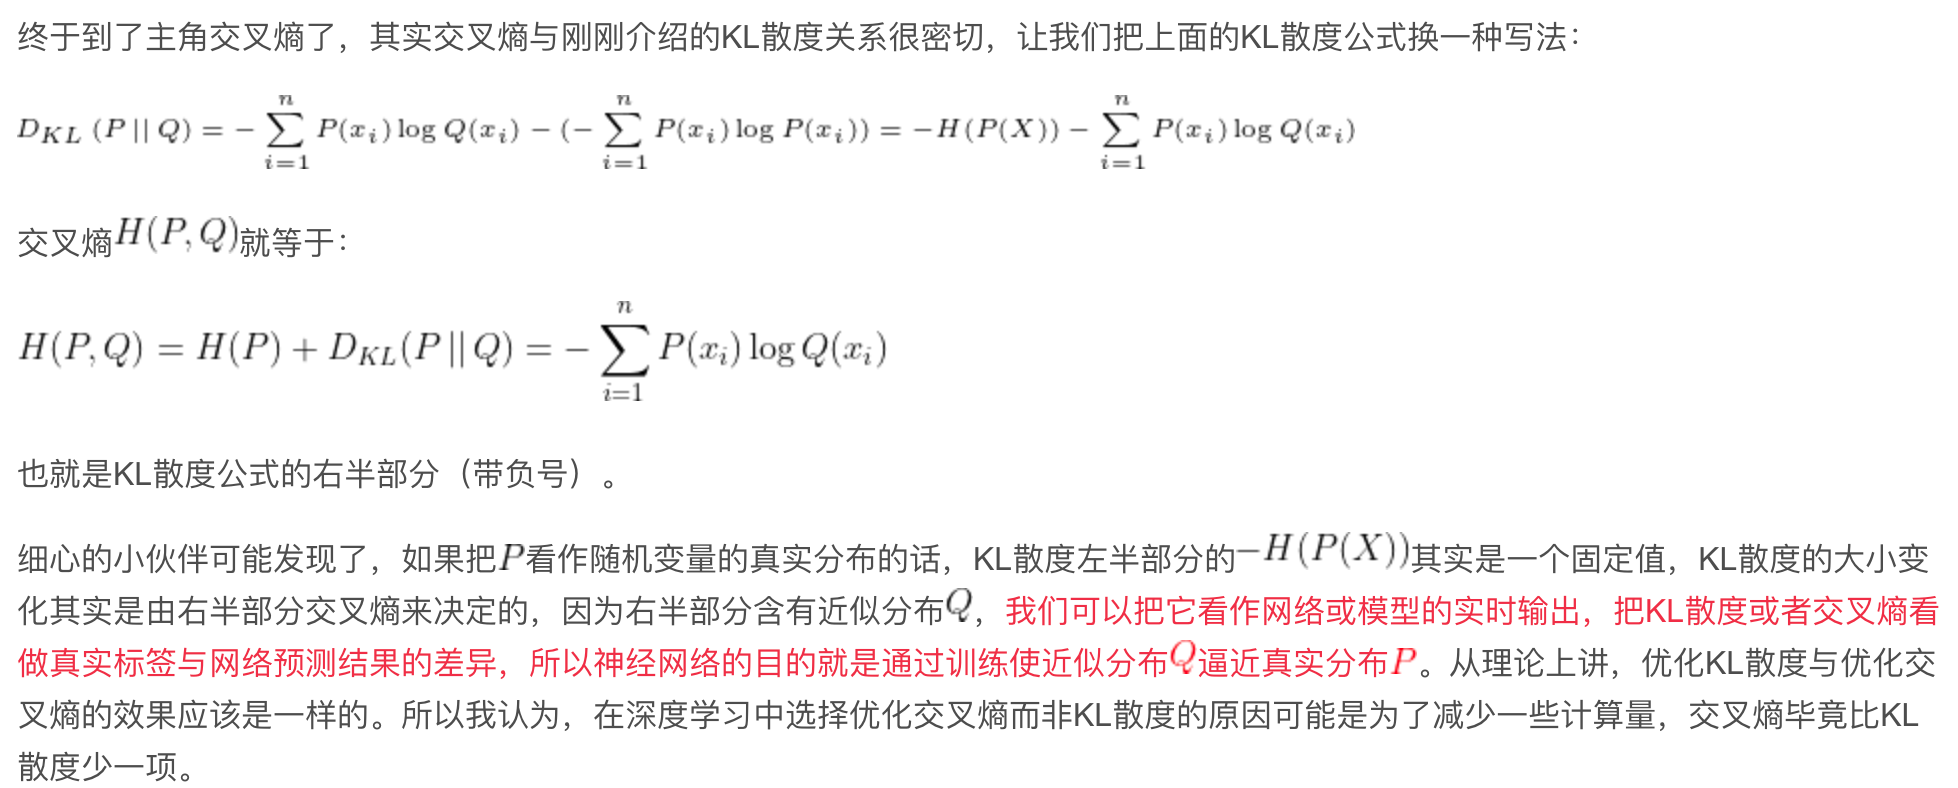 终于到了主角交叉熵了，其实交叉熵与刚刚介绍的KL散度关系很密切，让我们把上面的KL散度公式换一种写法：
D_{KL} (P || Q) = − \sum_{i=1}^{n} P(x_i) log Q(x_i) − (− \sum_{i=1}^{n} P(x_i) log P(x_i)) = −H(P(X)) − \sum_{i=1}^{n} P(x_i) log Q(x_i)
交叉熵H(P, Q)就等于：
H(P, Q) = H(P) + D_{KL}(P || Q) = − \sum_{i=1}^{n} P(x_i) log Q(x_i)
也就是KL散度公式的右半部分（带负号）。
细心的小伙伴可能发现了，如果把P看作随机变量的真实分布的话，KL散度左半部分的−H(P(X))其实是一个固定值，KL散度的大小变
化其实是由右半部分交叉熵来决定的，因为右半部分含有近似分布Q，我们可以把它看作网络或模型的实时输出，把KL散度或者交叉熵看
做真实标签与网络预测结果的差异，所以神经网络的目的就是通过训练使近似分布Q逼近真实分布P。从理论上讲，优化KL散度与优化交
叉熵的效果应该是一样的。所以我认为，在深度学习中选择优化交叉熵而非KL散度的原因可能是为了减少一些计算量，交叉熵毕竟比KL
散度少一项。